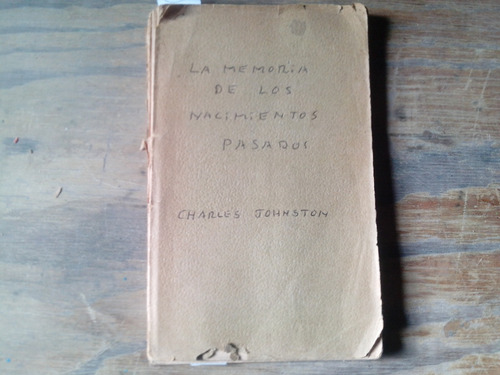 LA MEMORIA
DE LOS
NACIMIENTOS
PASADOS
CHARLES JOHNSTON